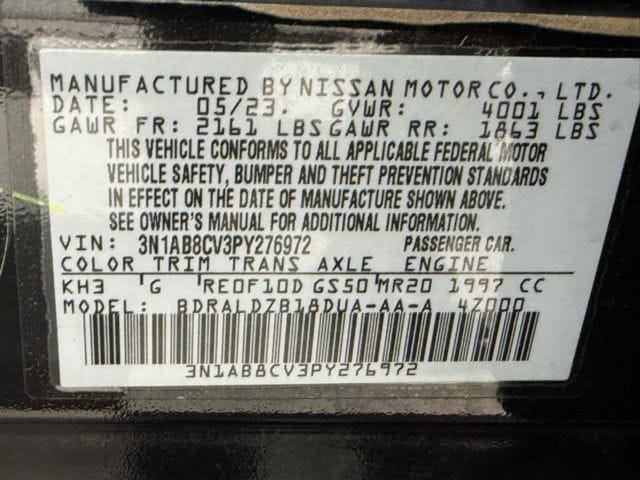 MANUFACTURED BY NISSAN MOTOR CO., LTD.
DATE: 05/23. GVWR: 4001 LBS
GAWR FR: 2161 LBS GAWR RR: 1863 LBS
THIS VEHICLE CONFORMS TO ALL APPLICABLE FEDERAL MOTOR
VEHICLE SAFETY, BUMPER AND THEFT PREVENTION STANDARDS
IN EFFECT ON THE DATE OF MANUFACTURE SHOWN ABOVE.
SEE OWNER'S MANUAL FOR ADDITIONAL INFORMATION.
VIN: 3N1AB8CV3PY276972 PASSENGER CAR.
COLOR TRIM TRANS AXLE ENGINE
KH3 G RE0F10D GS50 MR20 1997 CC
MODEL: BDRALDZB18DUA-AA-A 4Z000
3N1AB8CV3PY276972